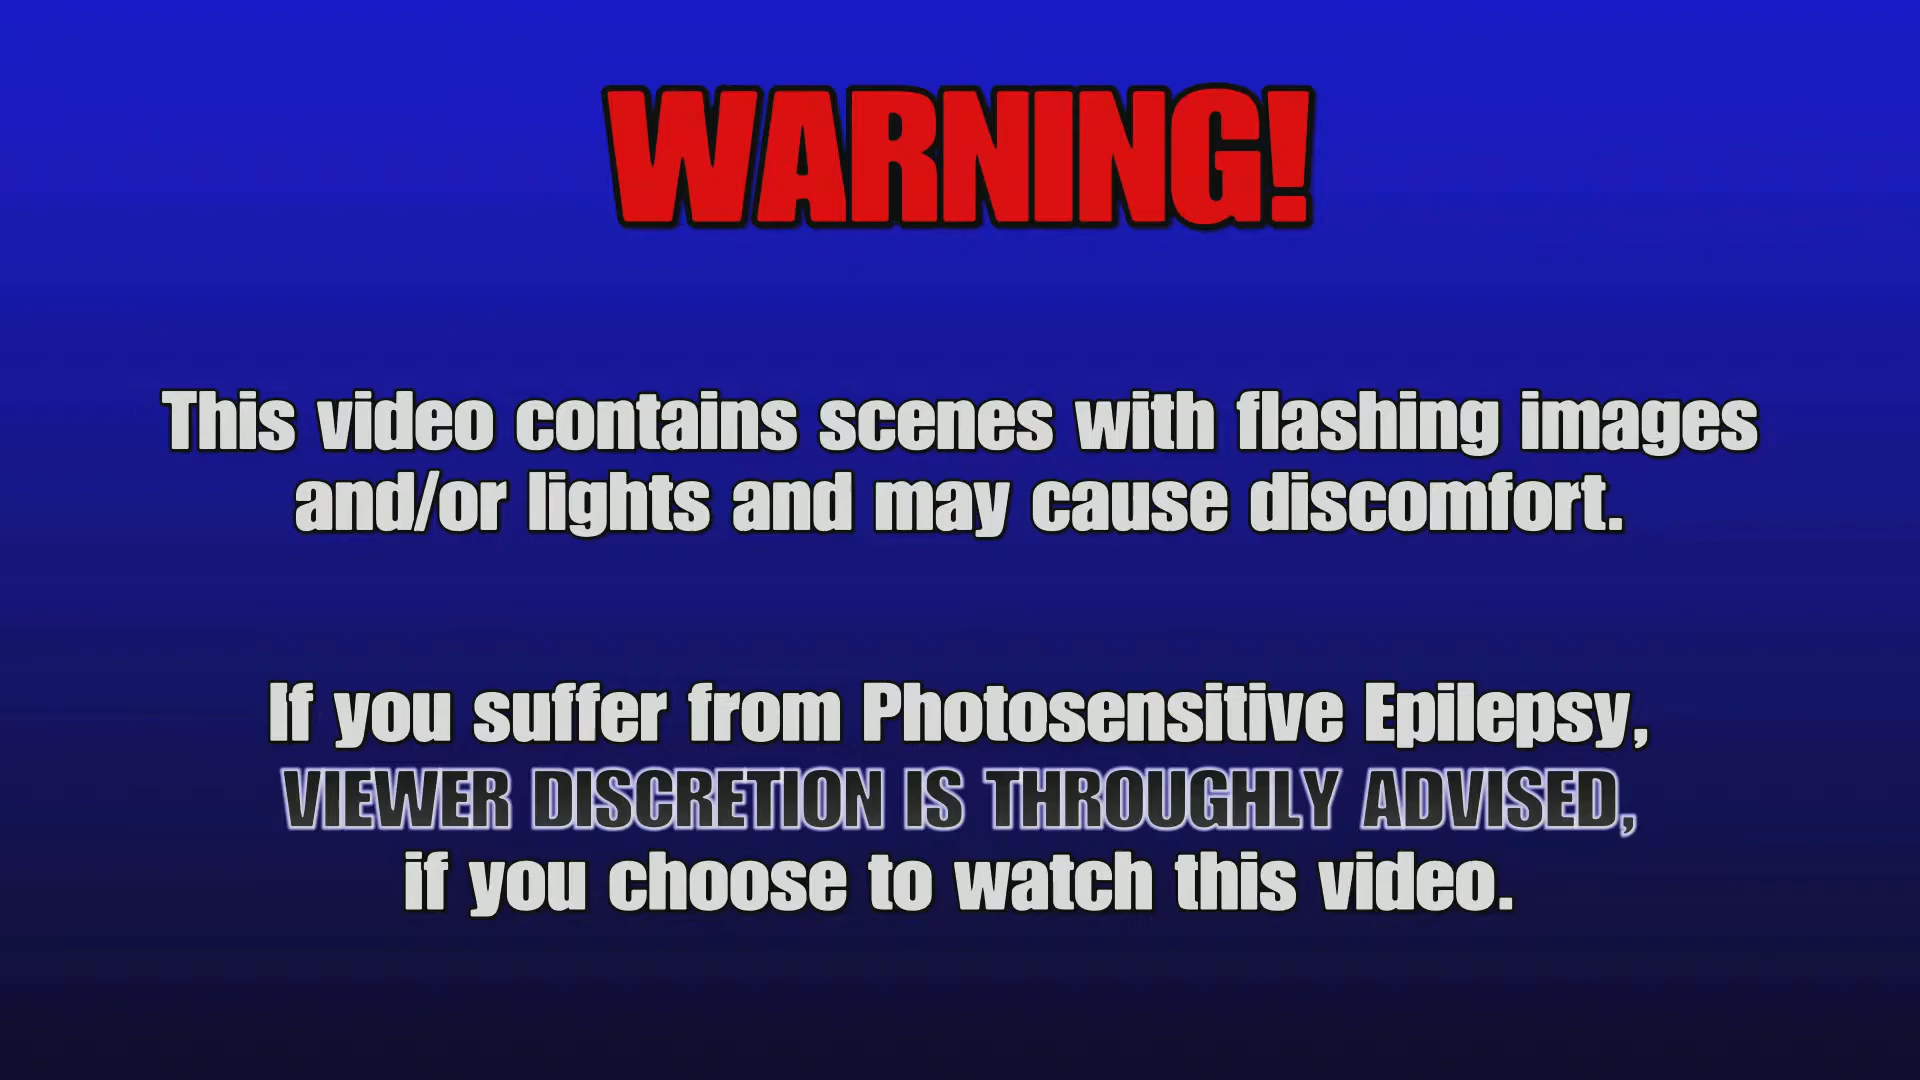 WARNING!
This video contains scenes with flashing images
and/or lights and may cause discomfort.
If you suffer from Photosensitive Epilepsy,
VIEWER DISCRETION IS THROUGHLY ADVISED,
if you choose to watch this video.